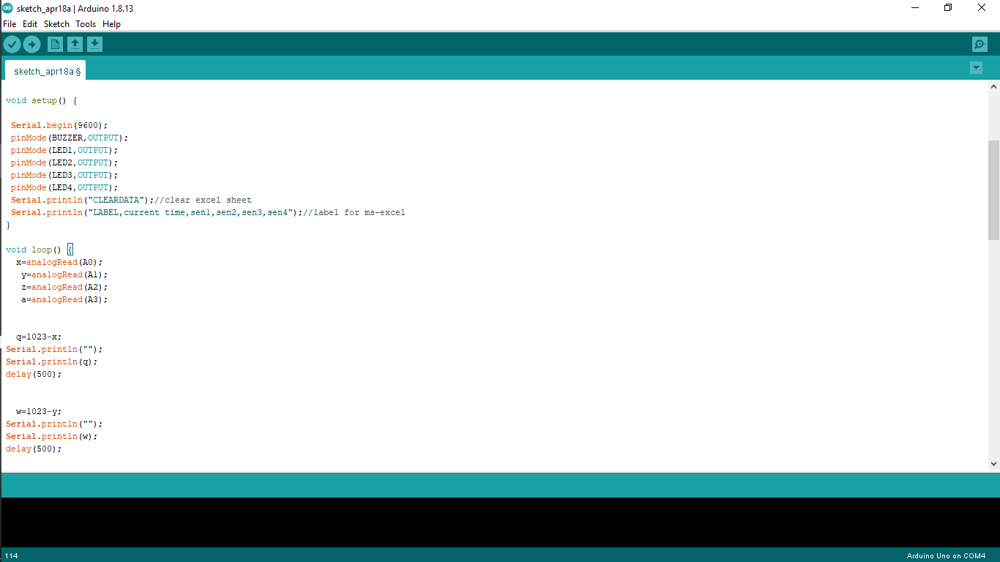 sketch_apr18a | Arduino 1.8.13
File Edit Sketch Tools Help
sketch_apr18a §
void setup() {
Serial.begin(9600);
pinMode(BUZZER,OUTPUT);
pinMode(LED1,OUTPUT);
pinMode(LED2,OUTPUT);
pinMode(LED3,OUTPUT);
pinMode(LED4,OUTPUT);
Serial.println("CLEARDATA");//clear excel sheet
Serial.println("LABEL,current time,sen1,sen2,sen3,sen4");//label for ms-excel
}
void loop() {
x=analogRead(A0);
y=analogRead(A1);
z=analogRead(A2);
a=analogRead(A3);
q=1023-x;
Serial.println("");
Serial.println(q);
delay(500);
w=1023-y;
Serial.println("");
Serial.println(w);
delay(500);
114
Arduino Uno on COM4